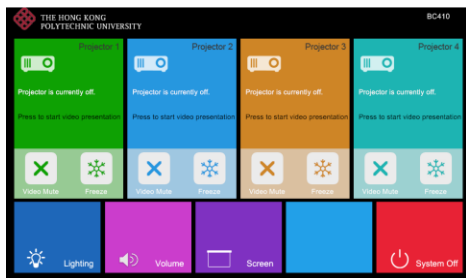 THE HONG KONG
POLYTECHNIC UNIVERSITY
BC410
Projector 1
Projector is currently off.
Press to start video presentation
Video Mute Freeze
Projector 2
Projector is currently off.
Press to start video presentation
Video Mute Freeze
Projector 3
Projector is currently off.
Press to start video presentation
Video Mute Freeze
Projector 4
Projector is currently off.
Press to start video presentation
Video Mute Freeze
Lighting
Volume
Screen
System Off